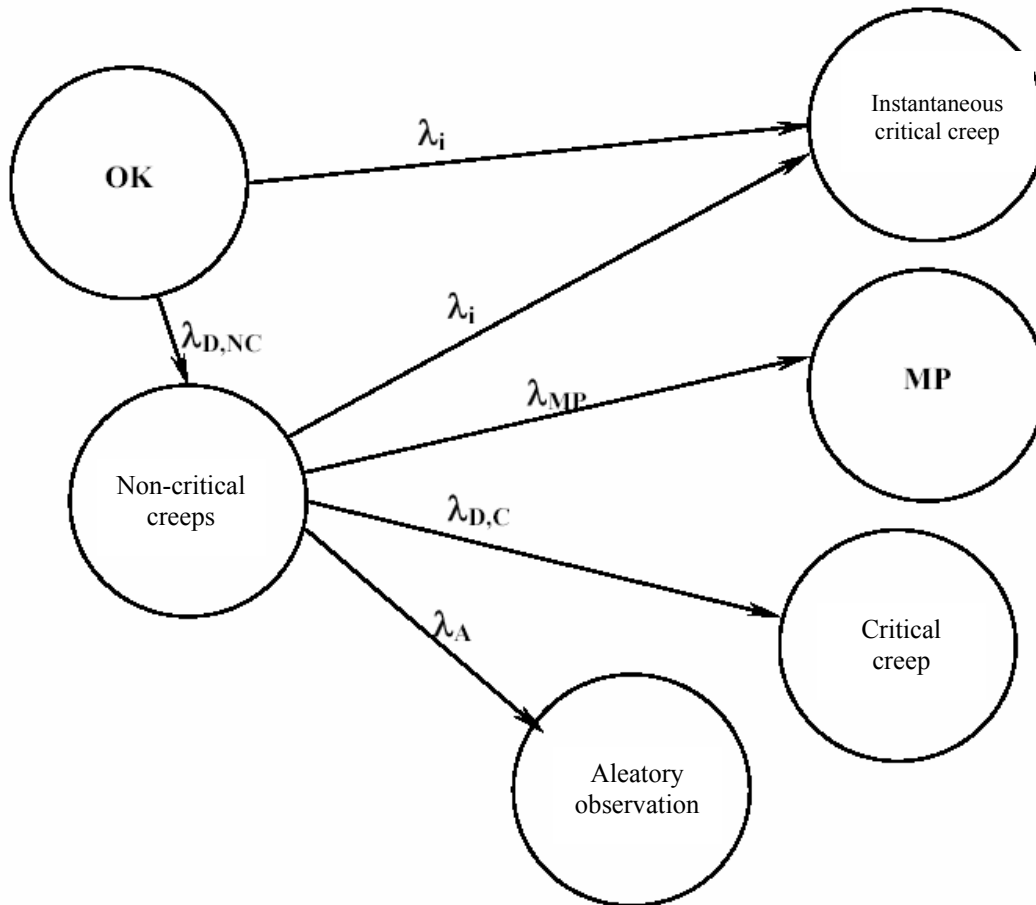 OK
λi
Instantaneous
critical creep
λD,NC
λi
λMP
MP
Non-critical
creeps
λD,C
λA
Critical
creep
Aleatory
observation